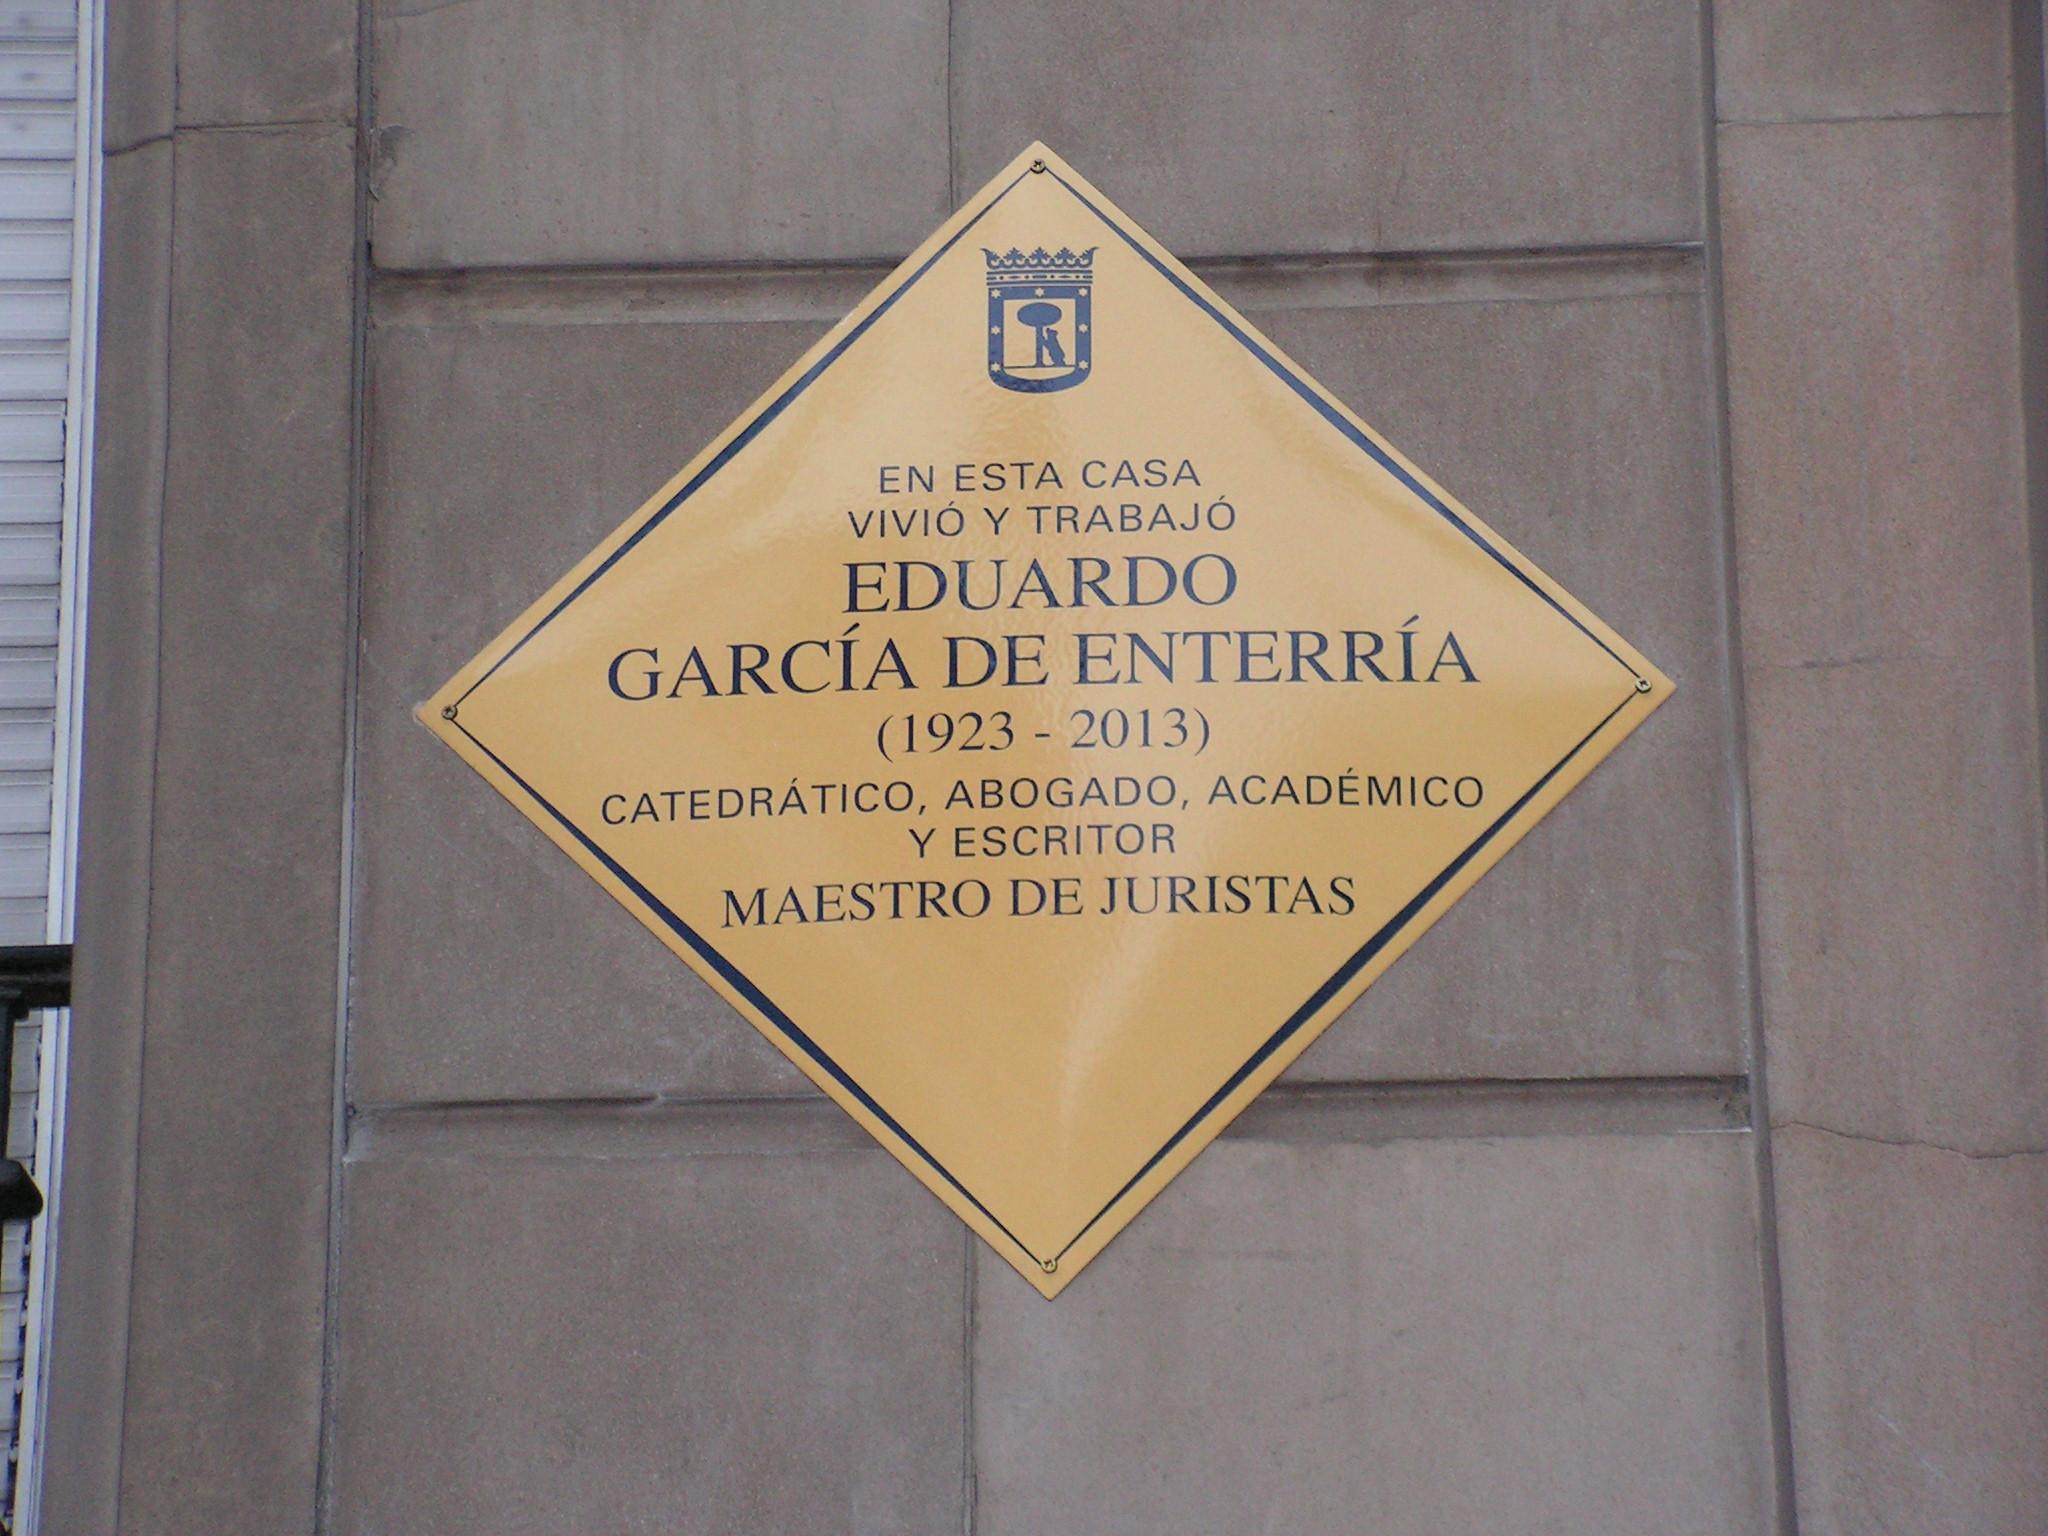 EN ESTA CASA
VIVIÓ Y TRABAJÓ
EDUARDO
GARCÍA DE ENTERRÍA
(1923 - 2013)
CATEDRÁTICO, ABOGADO, ACADÉMICO
Y ESCRITOR
MAESTRO DE JURISTAS